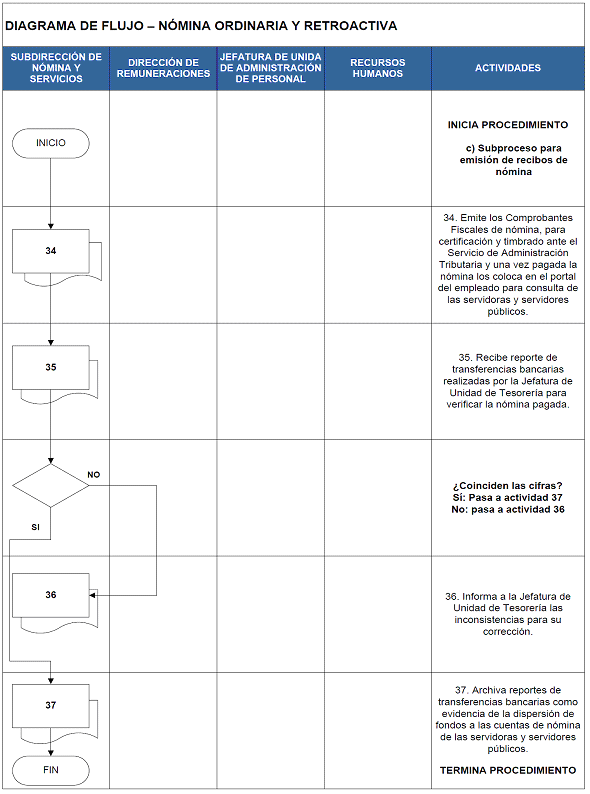 DIAGRAMA DE FLUJO – NÓMINA ORDINARIA Y RETROACTIVA
SUBDIRECCIÓN DE
NÓMINA Y
SERVICIOS
DIRECCIÓN DE
REMUNERACIONES
JEFATURA DE UNIDA
DE ADMINISTRACIÓN
DE PERSONAL
RECURSOS
HUMANOS
ACTIVIDADES
INICIO
INICIA PROCEDIMIENTO
c) Subproceso para
emisión de recibos de
nómina
34
34. Emite los Comprobantes
Fiscales de nómina, para
certificación y timbrado ante el
Servicio de Administración
Tributaria y una vez pagada la
nómina los coloca en el portal
del empleado para consulta de
las servidoras y servidores
públicos.
35
35. Recibe reporte de
transferencias bancarias
realizadas por la Jefatura de
Unidad de Tesorería para
verificar la nómina pagada.
NO
SI
¿Coinciden las cifras?
Sí: Pasa a actividad 37
No: pasa a actividad 36
36
36. Informa a la Jefatura de
Unidad de Tesorería las
inconsistencias para su
corrección.
37
37. Archiva reportes de
transferencias bancarias como
evidencia de la dispersión de
fondos a las cuentas de nómina
de las servidoras y servidores
públicos.
FIN
TERMINA PROCEDIMIENTO